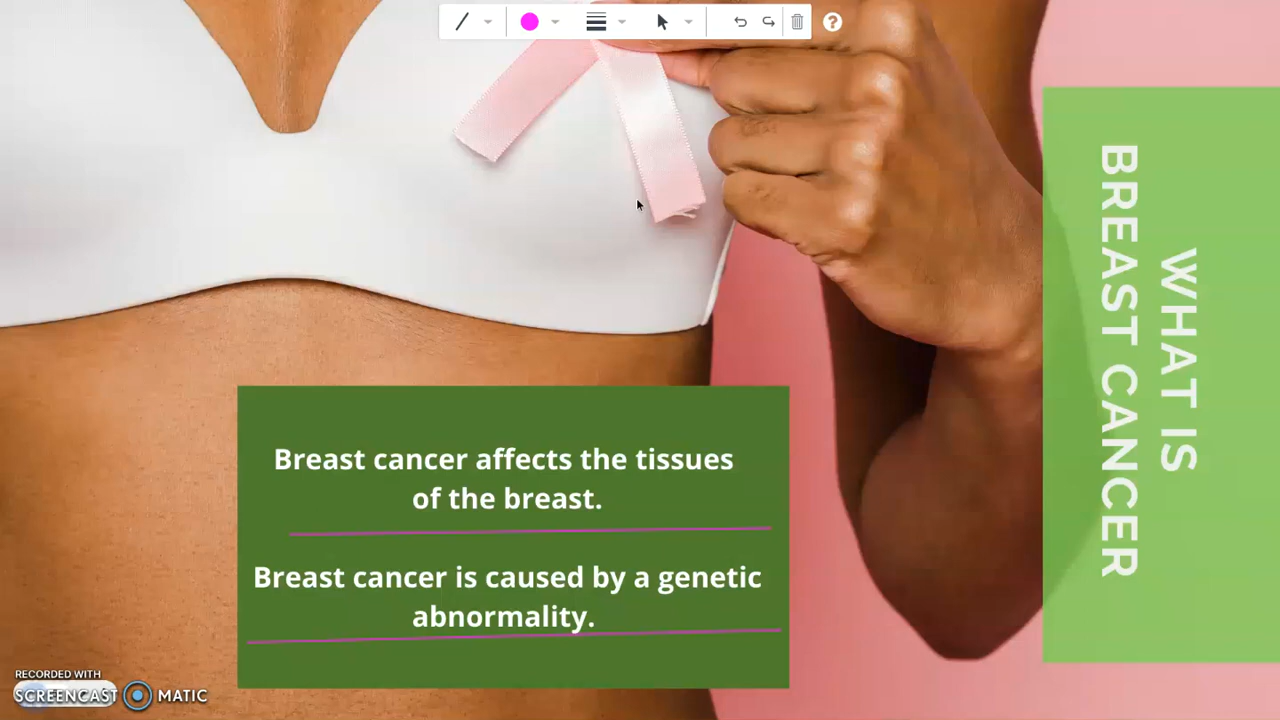 WHAT IS
BREAST CANCER
Breast cancer affects the tissues
of the breast.
Breast cancer is caused by a genetic
abnormality.
RECORDED WITH
SCREENCAST MATIC
?